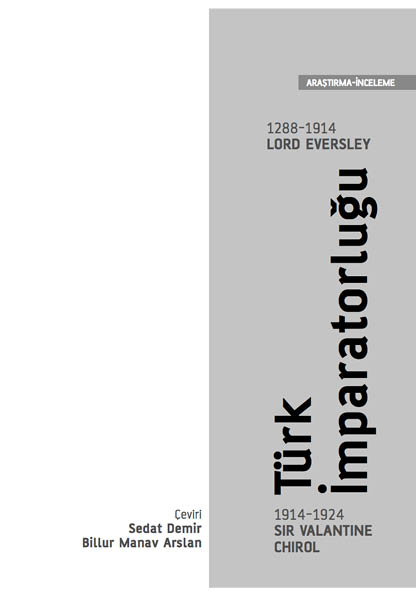 ARAŞTIRMA-İNCELEME
1288-1914
LORD EVERSLEY
Türk
İmparatorluğu
1914-1924
SIR VALANTINE
CHIROL
Çeviri
Sedat Demir
Billur Manav Arslan